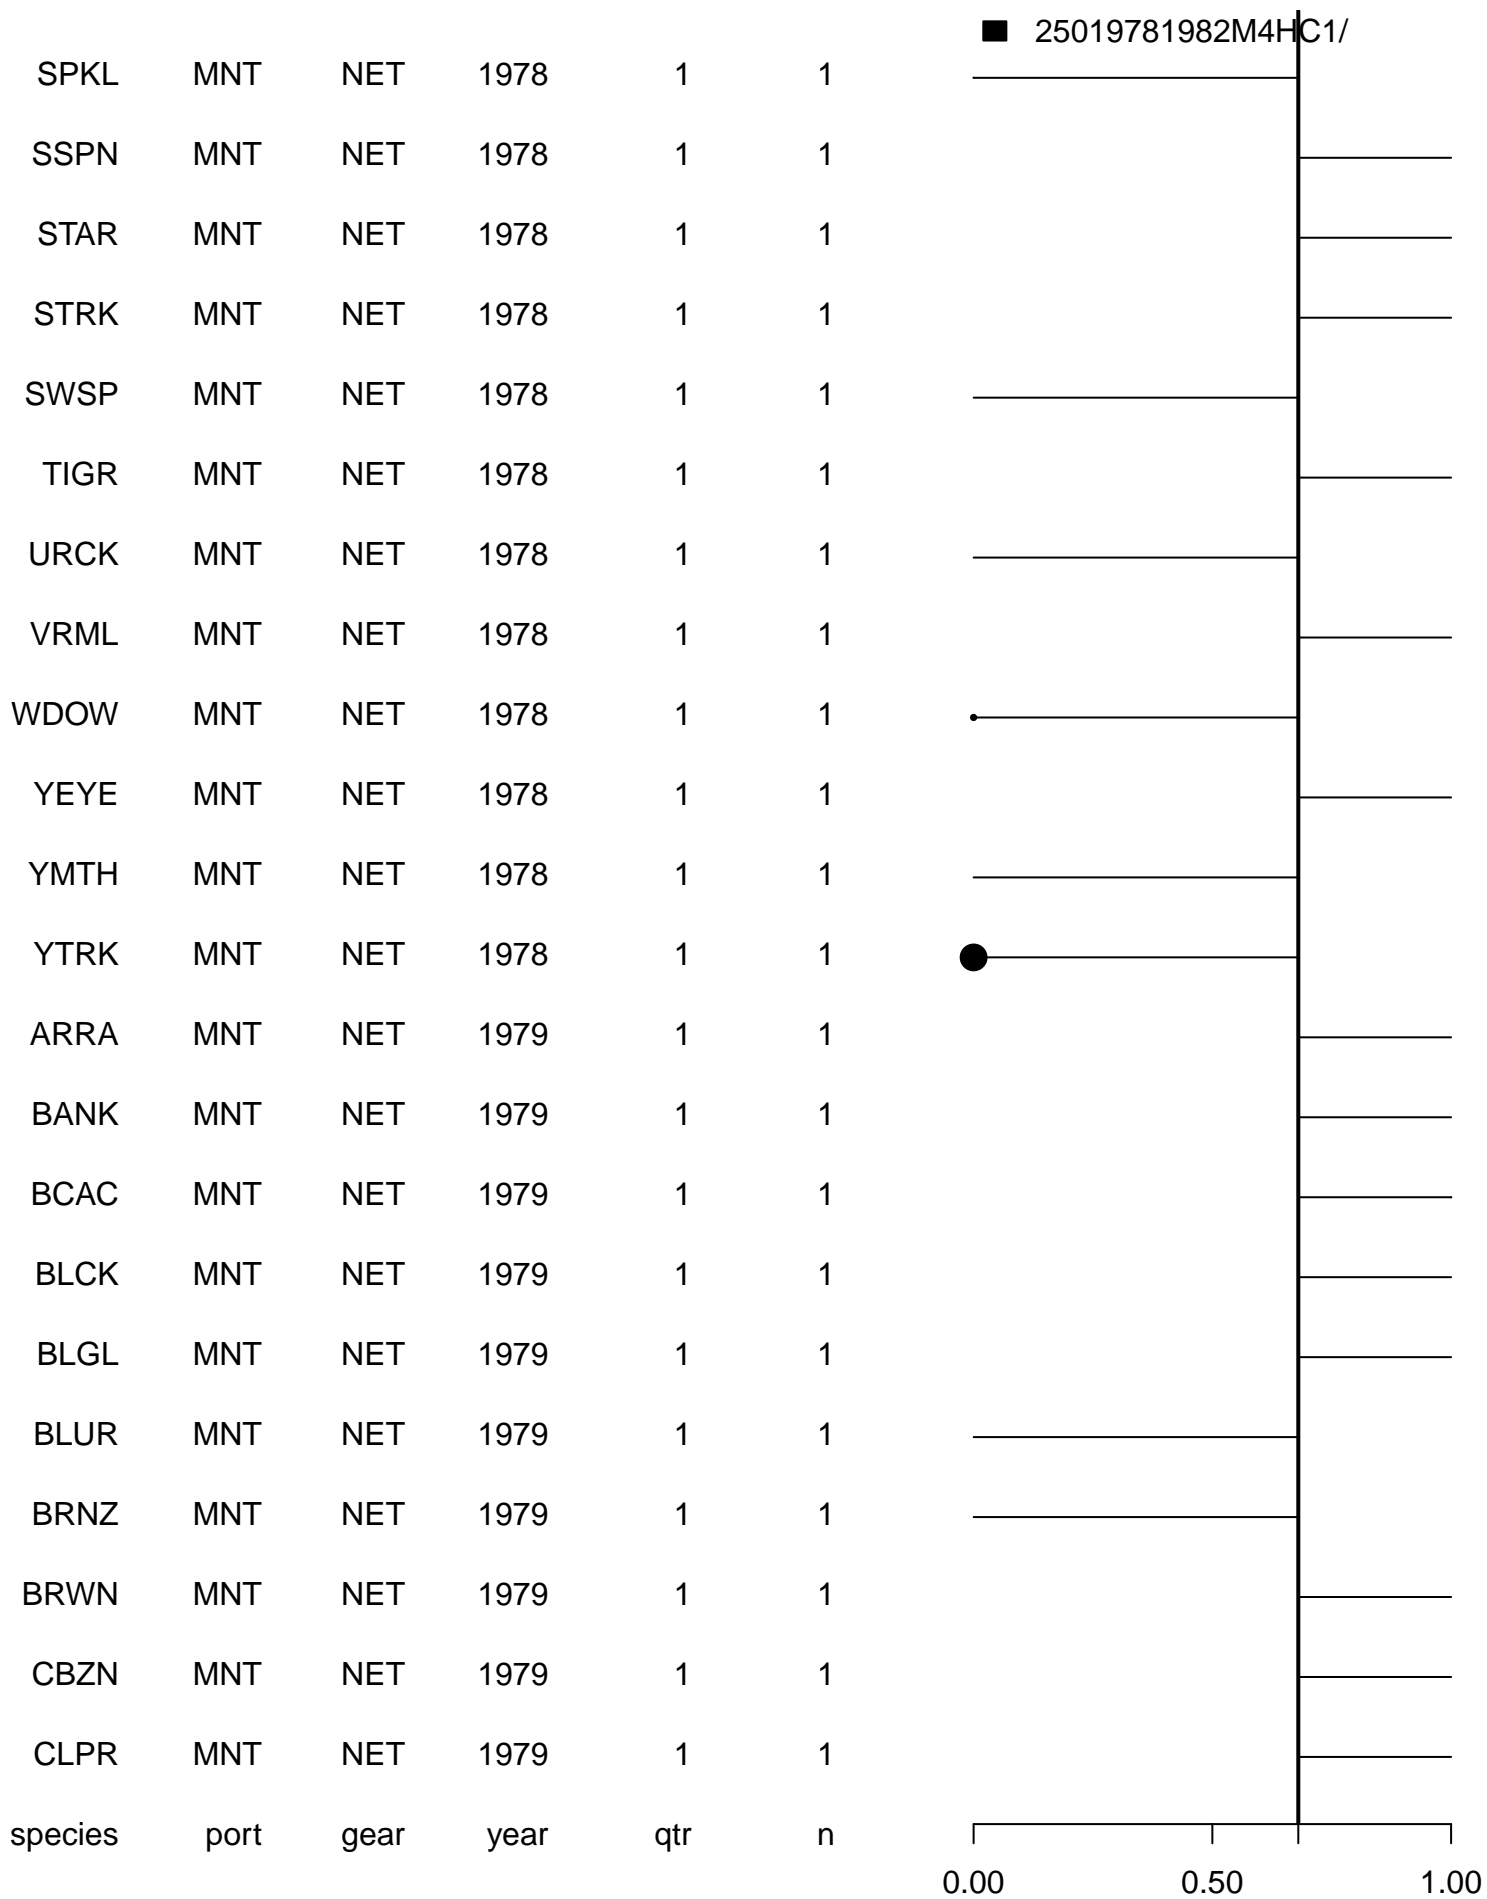 25019781982M4HC1/
SPKL MNT NET 1978 1 1
SSPN MNT NET 1978 1 1
STAR MNT NET 1978 1 1
STRK MNT NET 1978 1 1
SWSP MNT NET 1978 1 1
TIGR MNT NET 1978 1 1
URCK MNT NET 1978 1 1
VRML MNT NET 1978 1 1
WDOW MNT NET 1978 1 1
YEYE MNT NET 1978 1 1
YMTH MNT NET 1978 1 1
YTRK MNT NET 1978 1 1
ARRA MNT NET 1979 1 1
BANK MNT NET 1979 1 1
BCAC MNT NET 1979 1 1
BLCK MNT NET 1979 1 1
BLGL MNT NET 1979 1 1
BLUR MNT NET 1979 1 1
BRNZ MNT NET 1979 1 1
BRWN MNT NET 1979 1 1
CBZN MNT NET 1979 1 1
CLPR MNT NET 1979 1 1
species port gear year qtr n
0.00 0.50 1.00